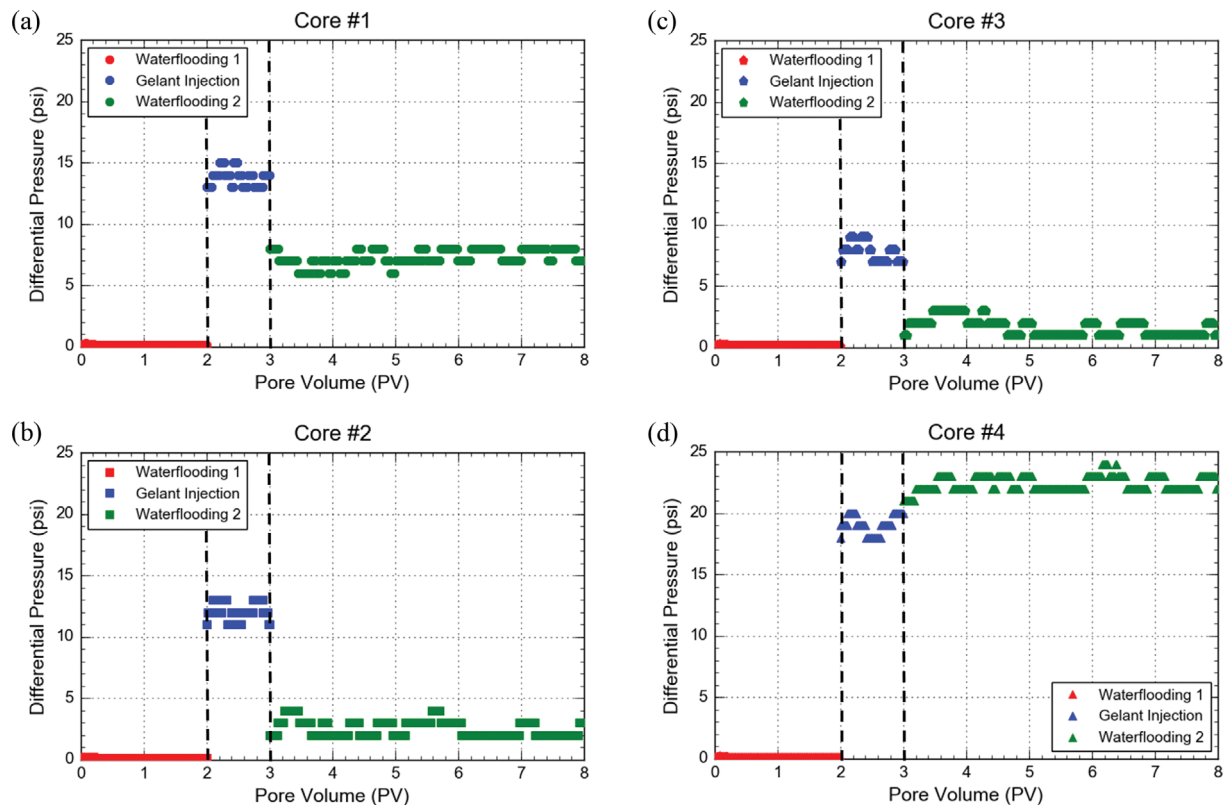 (a)
Core #1
Differential Pressure (psi)
25
20
15
10
5
0
Waterflooding 1
Gelant Injection
Waterflooding 2
0 1 2 3 4 5 6 7 8
Pore Volume (PV)
(c)
Core #3
Differential Pressure (psi)
25
20
15
10
5
0
Waterflooding 1
Gelant Injection
Waterflooding 2
0 1 2 3 4 5 6 7 8
Pore Volume (PV)
(b)
Core #2
Differential Pressure (psi)
25
20
15
10
5
0
Waterflooding 1
Gelant Injection
Waterflooding 2
0 1 2 3 4 5 6 7 8
Pore Volume (PV)
(d)
Core #4
Differential Pressure (psi)
25
20
15
10
5
0
Waterflooding 1
Gelant Injection
Waterflooding 2
0 1 2 3 4 5 6 7 8
Pore Volume (PV)